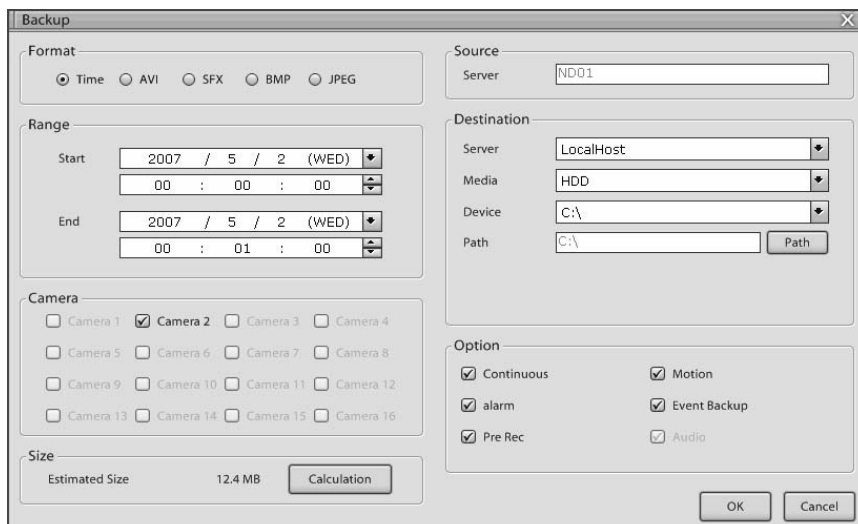 Backup
Format
Time AVI SFX BMP JPEG
Range
Start 2007 / 5 / 2 (WED)
00 : 00 : 00
End 2007 / 5 / 2 (WED)
00 : 01 : 00
Camera
Camera 1 Camera 2 Camera 3 Camera 4
Camera 5 Camera 6 Camera 7 Camera 8
Camera 9 Camera 10 Camera 11 Camera 12
Camera 13 Camera 14 Camera 15 Camera 16
Size
Estimated Size 12.4 MB Calculation
Source
Server ND01
Destination
Server LocalHost
Media HDD
Device C:\
Path C:\ Path
Option
Continuous Motion
alarm Event Backup
Pre Rec Audio
OK Cancel